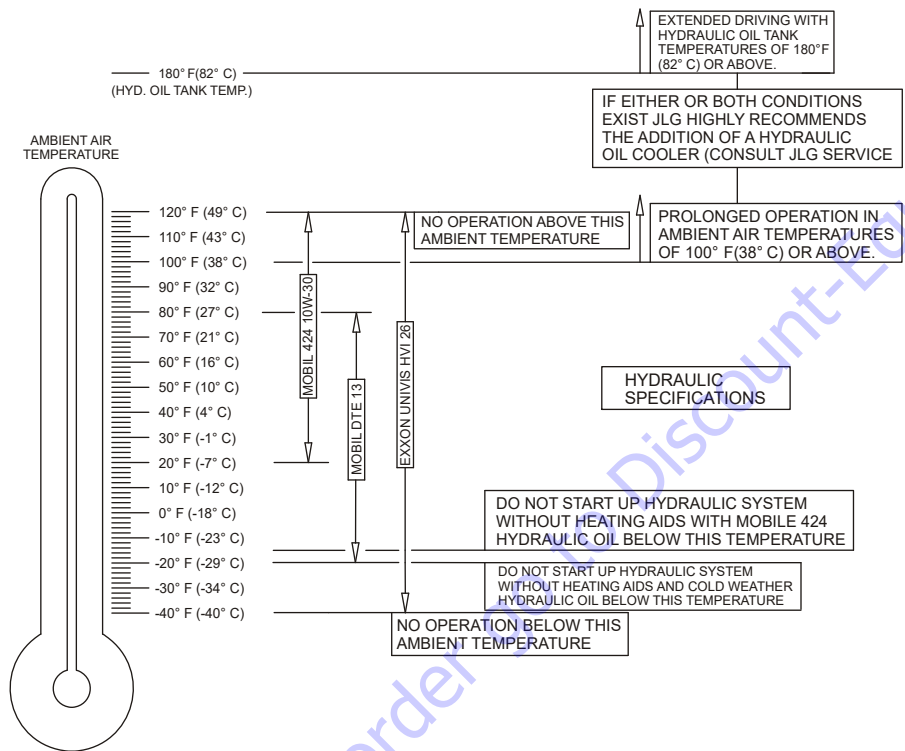 EXTENDED DRIVING WITH
HYDRAULIC OIL TANK
TEMPERATURES OF 180°F
(82° C) OR ABOVE.
180° F(82° C)
(HYD. OIL TANK TEMP.)
IF EITHER OR BOTH CONDITIONS
EXIST JLG HIGHLY RECOMMENDS
THE ADDITION OF A HYDRAULIC
OIL COOLER (CONSULT JLG SERVICE
AMBIENT AIR
TEMPERATURE
120° F (49° C)
110° F (43° C)
100° F (38° C)
90° F (32° C)
80° F (27° C)
70° F (21° C)
60° F (16° C)
50° F (10° C)
40° F (4° C)
30° F (-1° C)
20° F (-7° C)
10° F (-12° C)
0° F (-18° C)
-10° F (-23° C)
-20° F (-29° C)
-30° F (-34° C)
-40° F (-40° C)
MOBIL 424 10W-30
MOBIL DTE 13
EXXON UNIVIS HVI 26
NO OPERATION ABOVE THIS
AMBIENT TEMPERATURE
PROLONGED OPERATION IN
AMBIENT AIR TEMPERATURES
OF 100° F(38° C) OR ABOVE.
HYDRAULIC
SPECIFICATIONS
DO NOT START UP HYDRAULIC SYSTEM
WITHOUT HEATING AIDS WITH MOBILE 424
HYDRAULIC OIL BELOW THIS TEMPERATURE
DO NOT START UP HYDRAULIC SYSTEM
WITHOUT HEATING AIDS AND COLD WEATHER
HYDRAULIC OIL BELOW THIS TEMPERATURE
NO OPERATION BELOW THIS
AMBIENT TEMPERATURE
order go to Discount-Eq